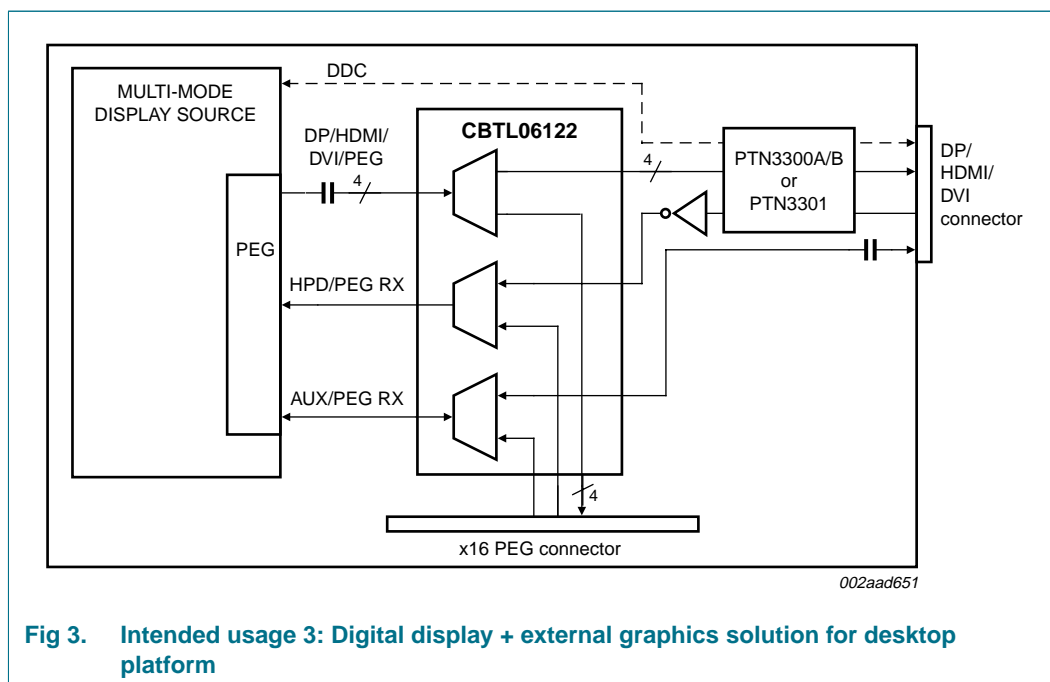 DDC
MULTI-MODE
DISPLAY SOURCE
CBTL06122
DP/HDMI/
DVI/PEG
4
4
PTN3300A/B
or
PTN3301
DP/
HDMI/
DVI
connector
PEG
HPD/PEG RX
AUX/PEG RX
4
x16 PEG connector
002aad651
Fig 3. Intended usage 3: Digital display + external graphics solution for desktop
platform